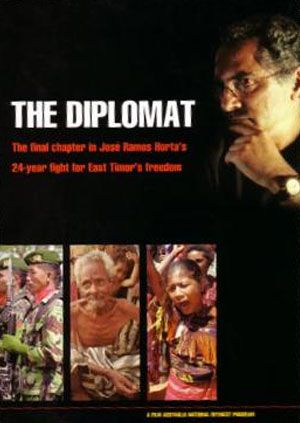 THE DIPLOMAT
The final chapter in José Ramos Horta's
24-year fight for East Timor's freedom
A FILM AUSTRALIA NATIONAL INTEREST PROGRAM